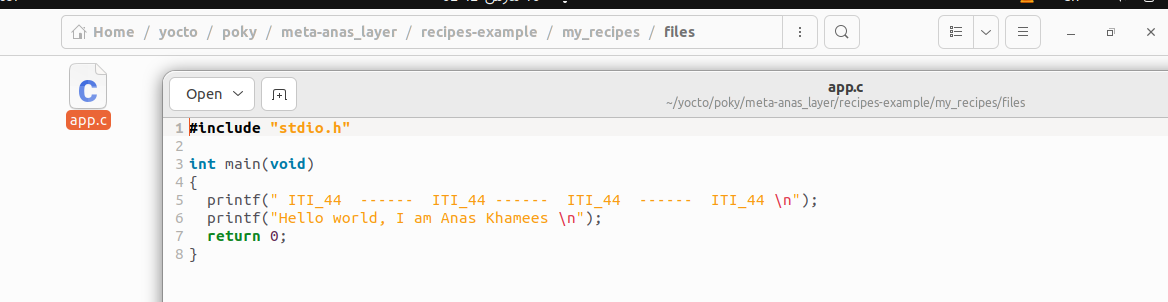 Home / yocto / poky / meta-anas_layer / recipes-example / my_recipes / files
app.c
Open
app.c
~/yocto/poky/meta-anas_layer/recipes-example/my_recipes/files
1 #include "stdio.h"
2
3 int main(void)
4 {
5   printf(" ITI_44  ------  ITI_44 ------  ITI_44  ------  ITI_44 \n");
6   printf("Hello world, I am Anas Khamees \n");
7   return 0;
8 }